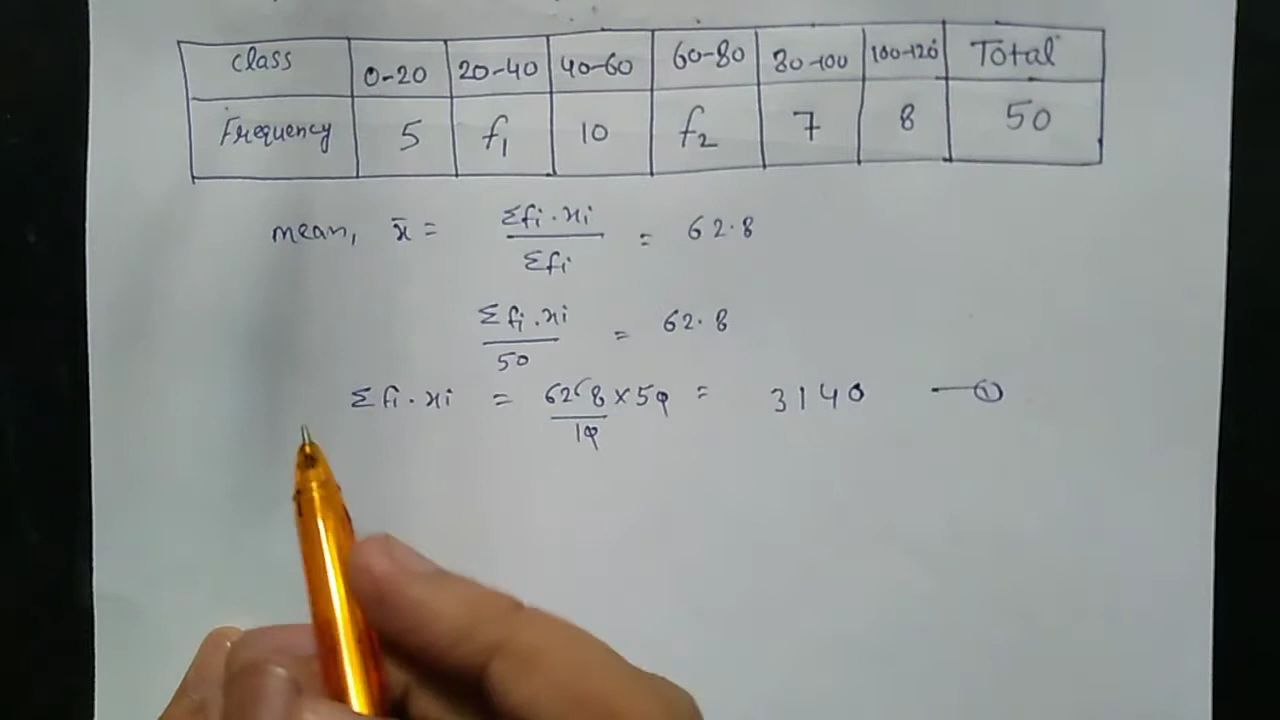 Class 0-20 20-40 40-60 60-80 80-100 100-120 Total
Frequency 5 f₁ 10 f₂ 7 8 50
mean, x̄ = Σfi.xi / Σfi = 62.8
Σfi.xi / 50 = 62.8
Σfi.xi = 628×50 / 10 = 3140 — ①